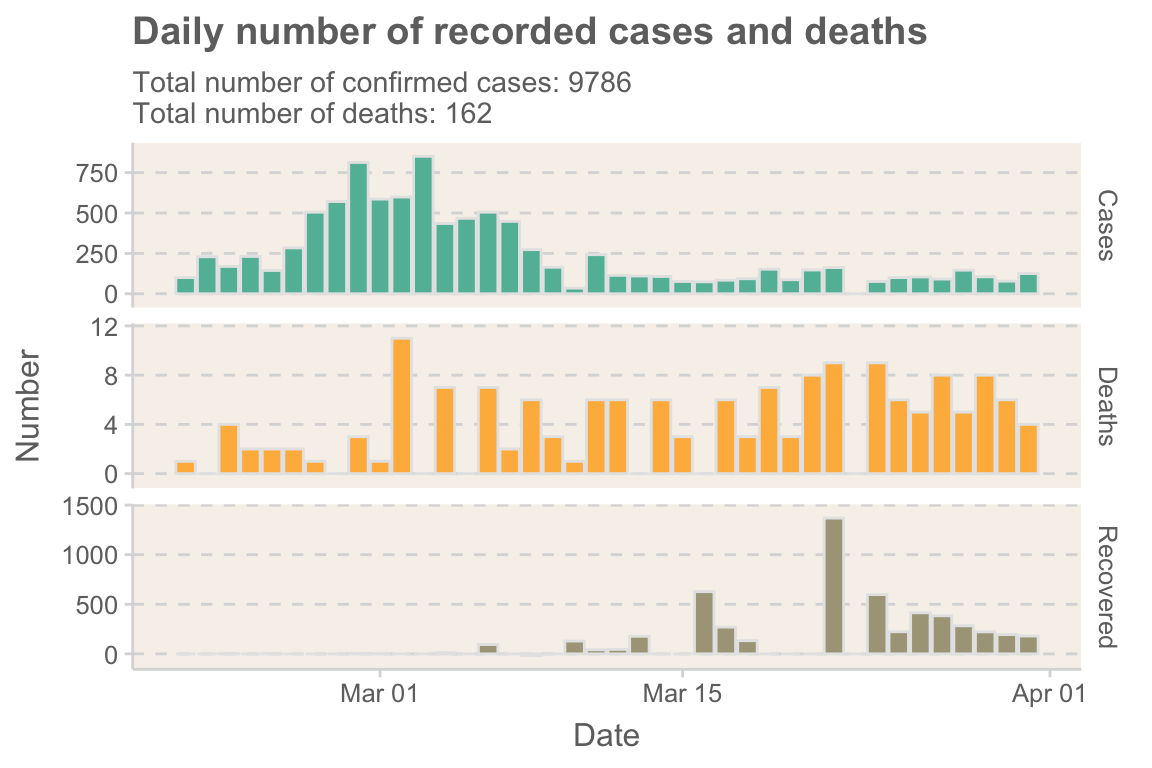 Daily number of recorded cases and deaths
Total number of confirmed cases: 9786
Total number of deaths: 162
750
500
250
0
Cases
12
8
4
0
Deaths
1500
1000
500
0
Recovered
Number
Mar 01
Mar 15
Apr 01
Date